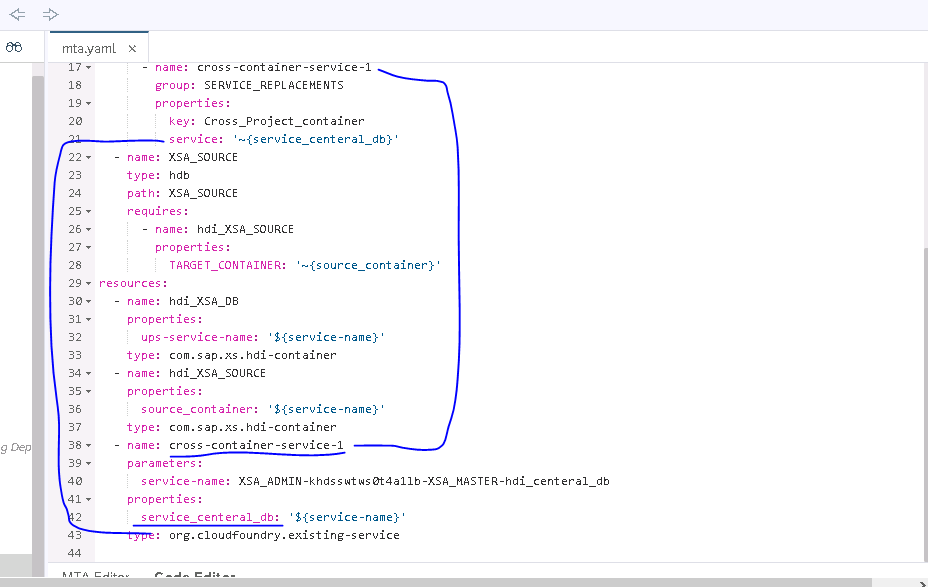 mta.yaml ×
17 - name: cross-container-service-1
18 group: SERVICE_REPLACEMENTS
19 properties:
20 key: Cross_Project_container
21 service: '~{service_centeral_db}'
22 - name: XSA_SOURCE
23 type: hdb
24 path: XSA_SOURCE
25 requires:
26 - name: hdi_XSA_SOURCE
27 properties:
28 TARGET_CONTAINER: '~{source_container}'
29 resources:
30 - name: hdi_XSA_DB
31 properties:
32 ups-service-name: '${service-name}'
33 type: com.sap.xs.hdi-container
34 - name: hdi_XSA_SOURCE
35 properties:
36 source_container: '${service-name}'
37 type: com.sap.xs.hdi-container
38 - name: cross-container-service-1
g Dep
39 parameters:
40 service-name: XSA_ADMIN-khdsswtws0t4a1lb-XSA_MASTER-hdi_centeral_db
41 properties:
42 service_centeral_db: '${service-name}'
43 type: org.cloudfoundry.existing-service
44
MTA Editor Code Editor